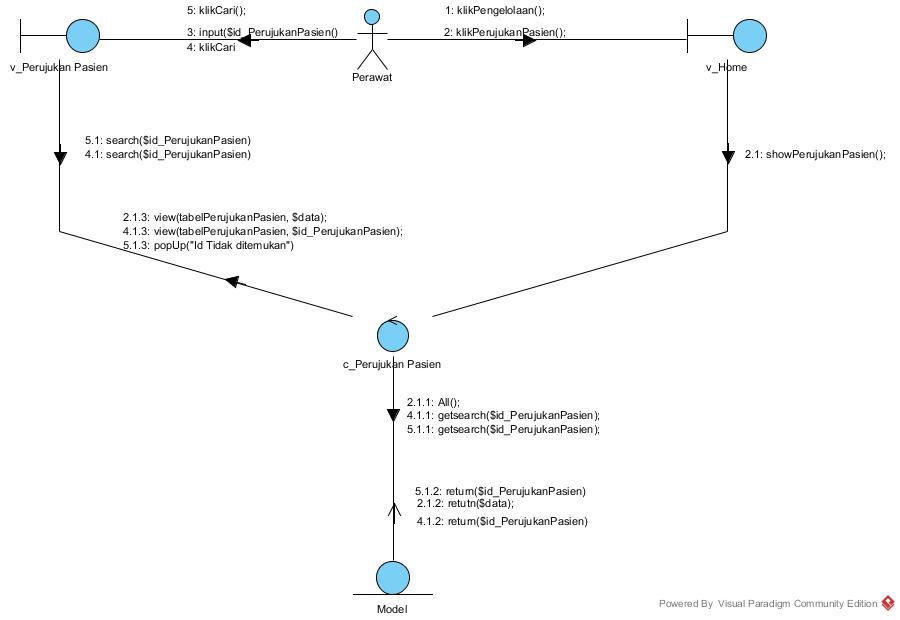 5: klikCari();
1: klikPengelolaan();
3: input($id_PerujukanPasien()
2: klikPerujukanPasien();
4: klikCari
v_Perujukan Pasien
Perawat
v_Home
5.1: search($id_PerujukanPasien)
4.1: search($id_PerujukanPasien)
2.1: showPerujukanPasien();
2.1.3: view(tabelPerujukanPasien, $data);
4.1.3: view(tabelPerujukanPasien, $id_PerujukanPasien);
5.1.3: popUp("Id Tidak ditemukan")
c_Perujukan Pasien
2.1.1: All();
4.1.1: getsearch($id_PerujukanPasien);
5.1.1: getsearch($id_PerujukanPasien);
5.1.2: return($id_PerujukanPasien)
2.1.2: retutn($data);
4.1.2: return($id_PerujukanPasien)
Model
Powered By Visual Paradigm Community Edition